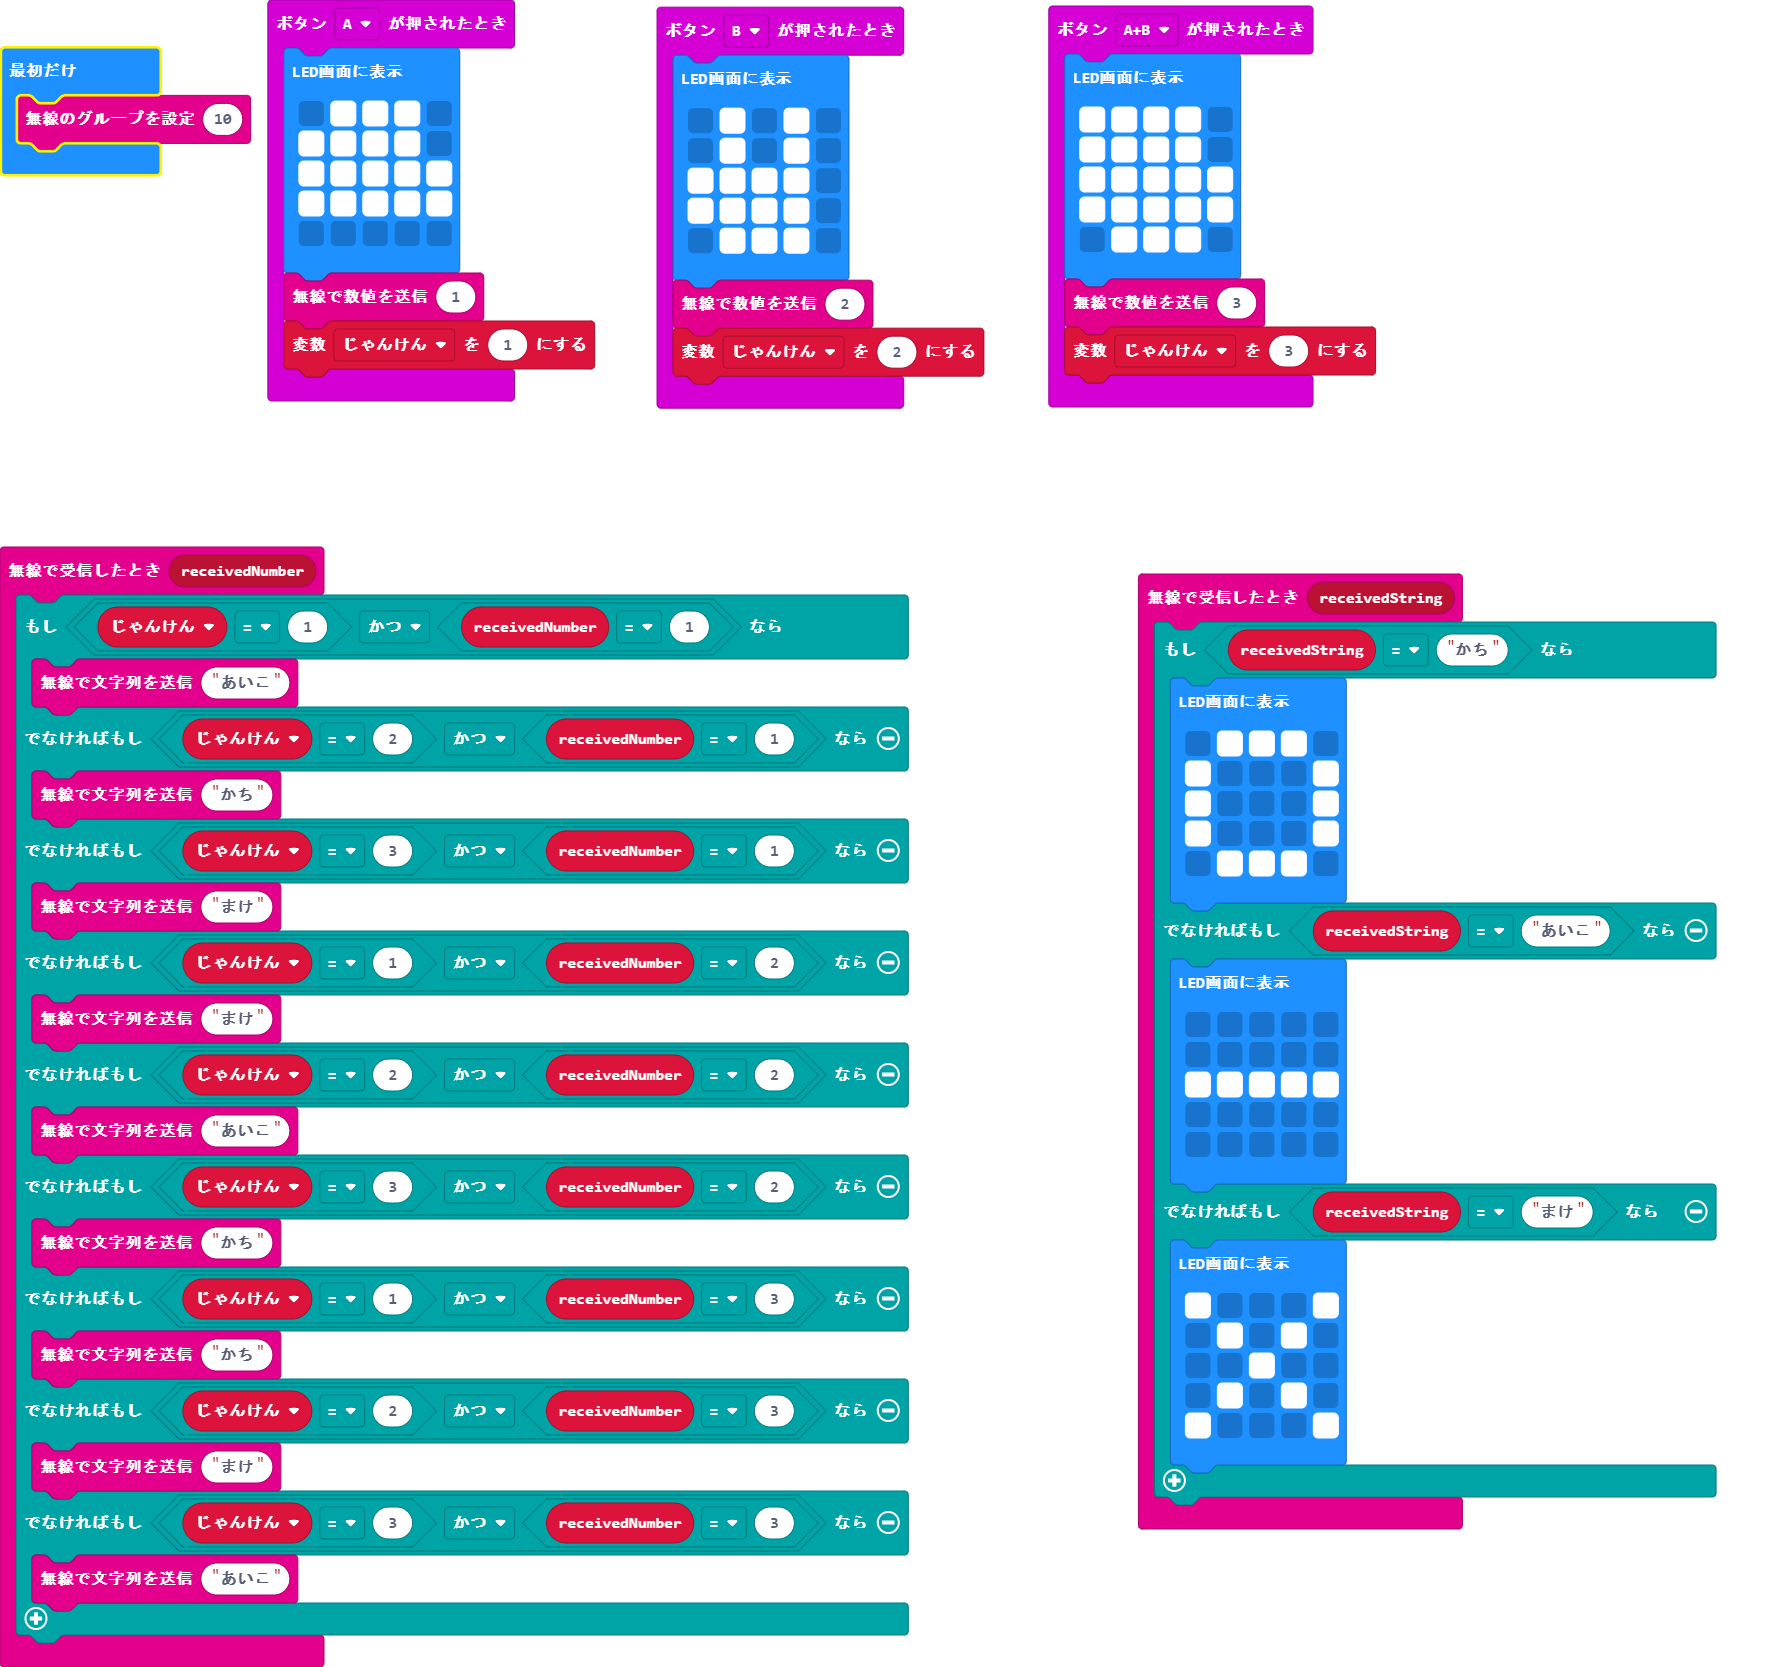 最初だけ
無線のグループを設定 10
ボタン A が押されたとき
LED画面に表示
無線で数値を送信 1
変数 じゃんけん を 1 にする
ボタン B が押されたとき
LED画面に表示
無線で数値を送信 2
変数 じゃんけん を 2 にする
ボタン A+B が押されたとき
LED画面に表示
無線で数値を送信 3
変数 じゃんけん を 3 にする
無線で受信したとき receivedNumber
もし じゃんけん = 1 かつ receivedNumber = 1 なら
無線で文字列を送信 "あいこ"
でなければもし じゃんけん = 2 かつ receivedNumber = 1 なら
無線で文字列を送信 "かち"
でなければもし じゃんけん = 3 かつ receivedNumber = 1 なら
無線で文字列を送信 "まけ"
でなければもし じゃんけん = 1 かつ receivedNumber = 2 なら
無線で文字列を送信 "まけ"
でなければもし じゃんけん = 2 かつ receivedNumber = 2 なら
無線で文字列を送信 "あいこ"
でなければもし じゃんけん = 3 かつ receivedNumber = 2 なら
無線で文字列を送信 "かち"
でなければもし じゃんけん = 1 かつ receivedNumber = 3 なら
無線で文字列を送信 "かち"
でなければもし じゃんけん = 2 かつ receivedNumber = 3 なら
無線で文字列を送信 "まけ"
でなければもし じゃんけん = 3 かつ receivedNumber = 3 なら
無線で文字列を送信 "あいこ"
無線で受信したとき receivedString
もし receivedString = "かち" なら
LED画面に表示
でなければもし receivedString = "あいこ" なら
LED画面に表示
でなければもし receivedString = "まけ" なら
LED画面に表示